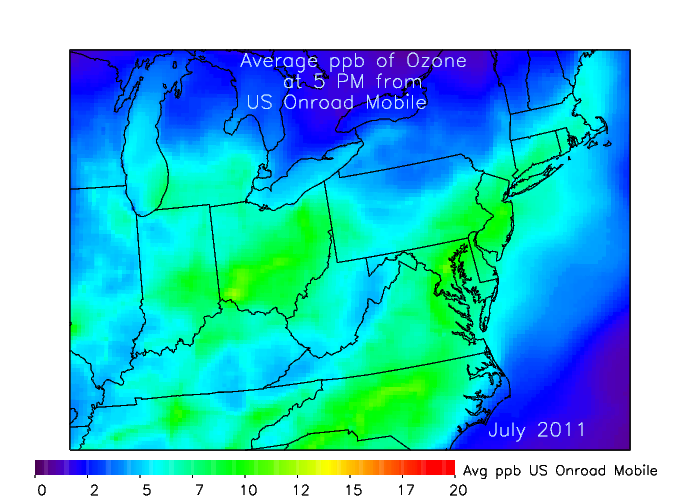 Average ppb of Ozone
at 5 PM from
US Onroad Mobile
July 2011
Avg ppb US Onroad Mobile
0 2 5 7 10 12 15 17 20